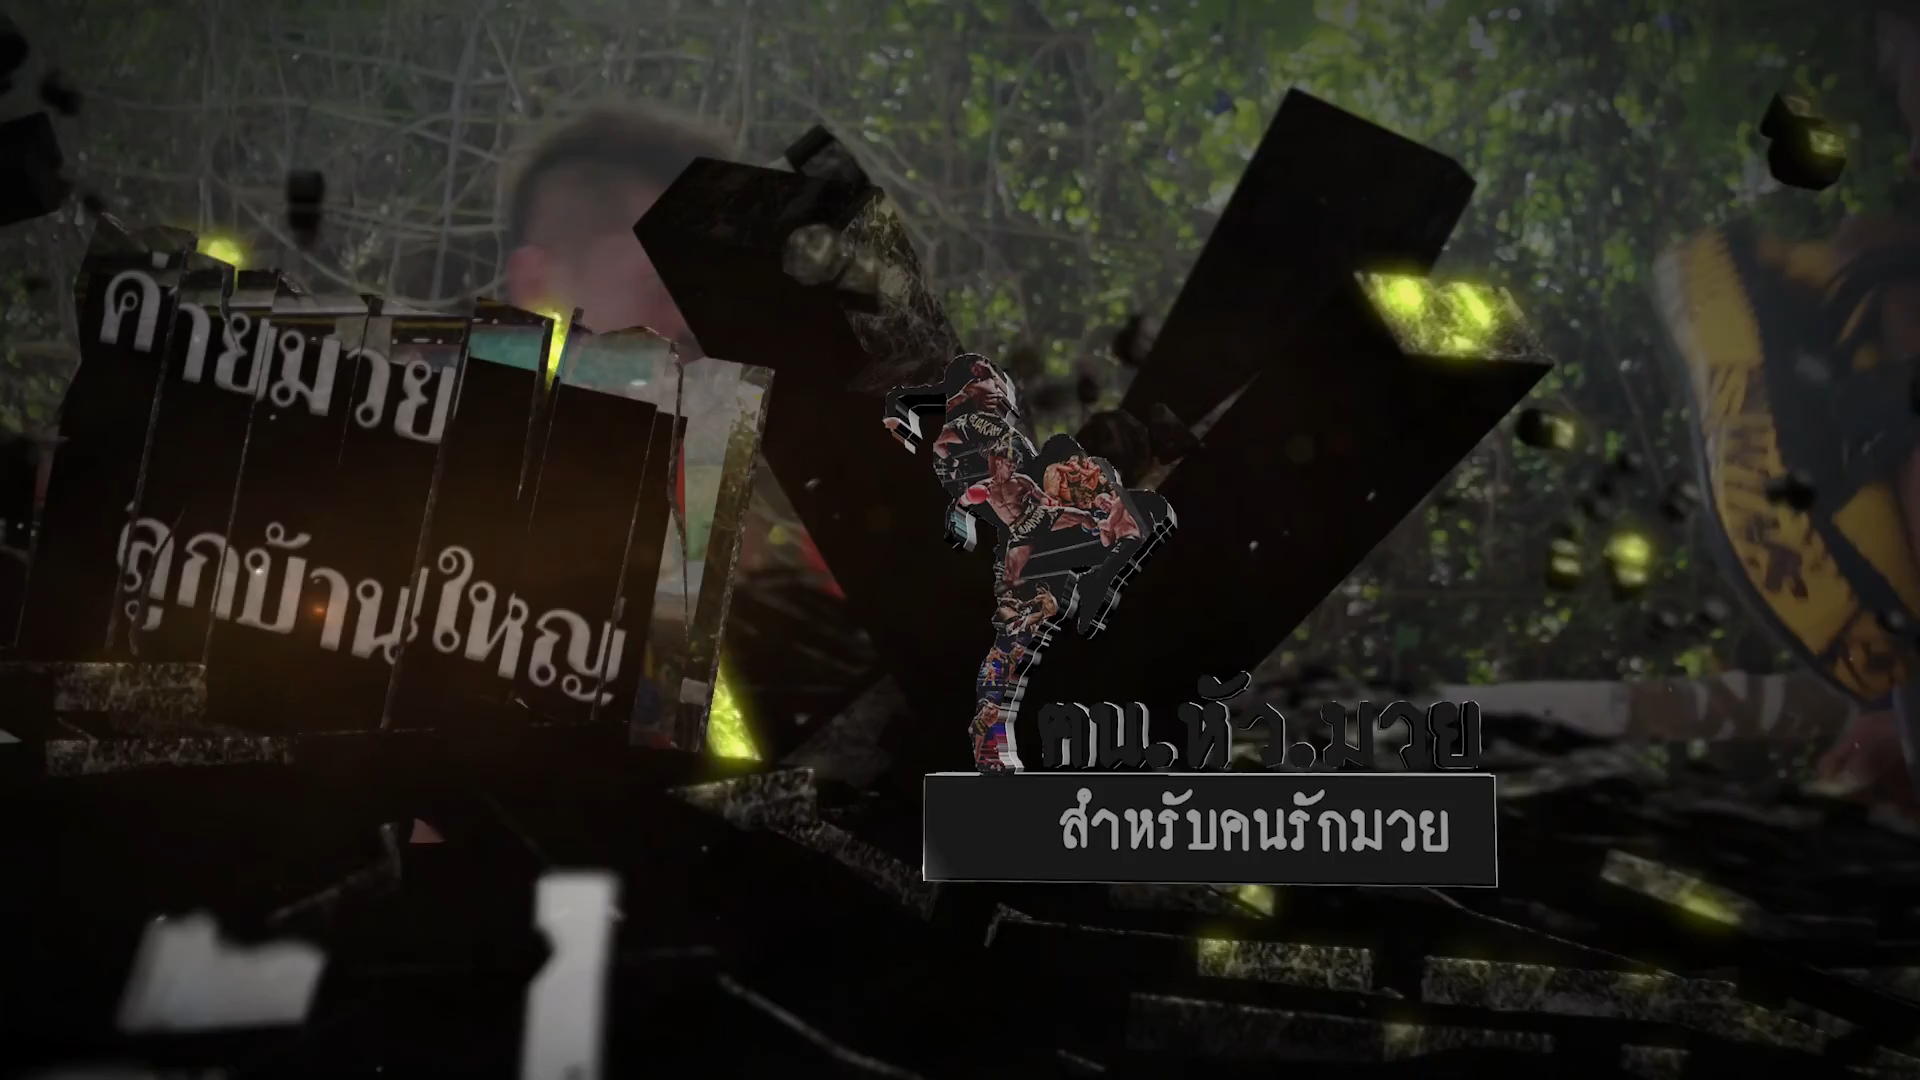 ค่ายมวย
ลูกบ้านใหญ่
ฅน.หัว.มวย
สำหรับคนรักมวย